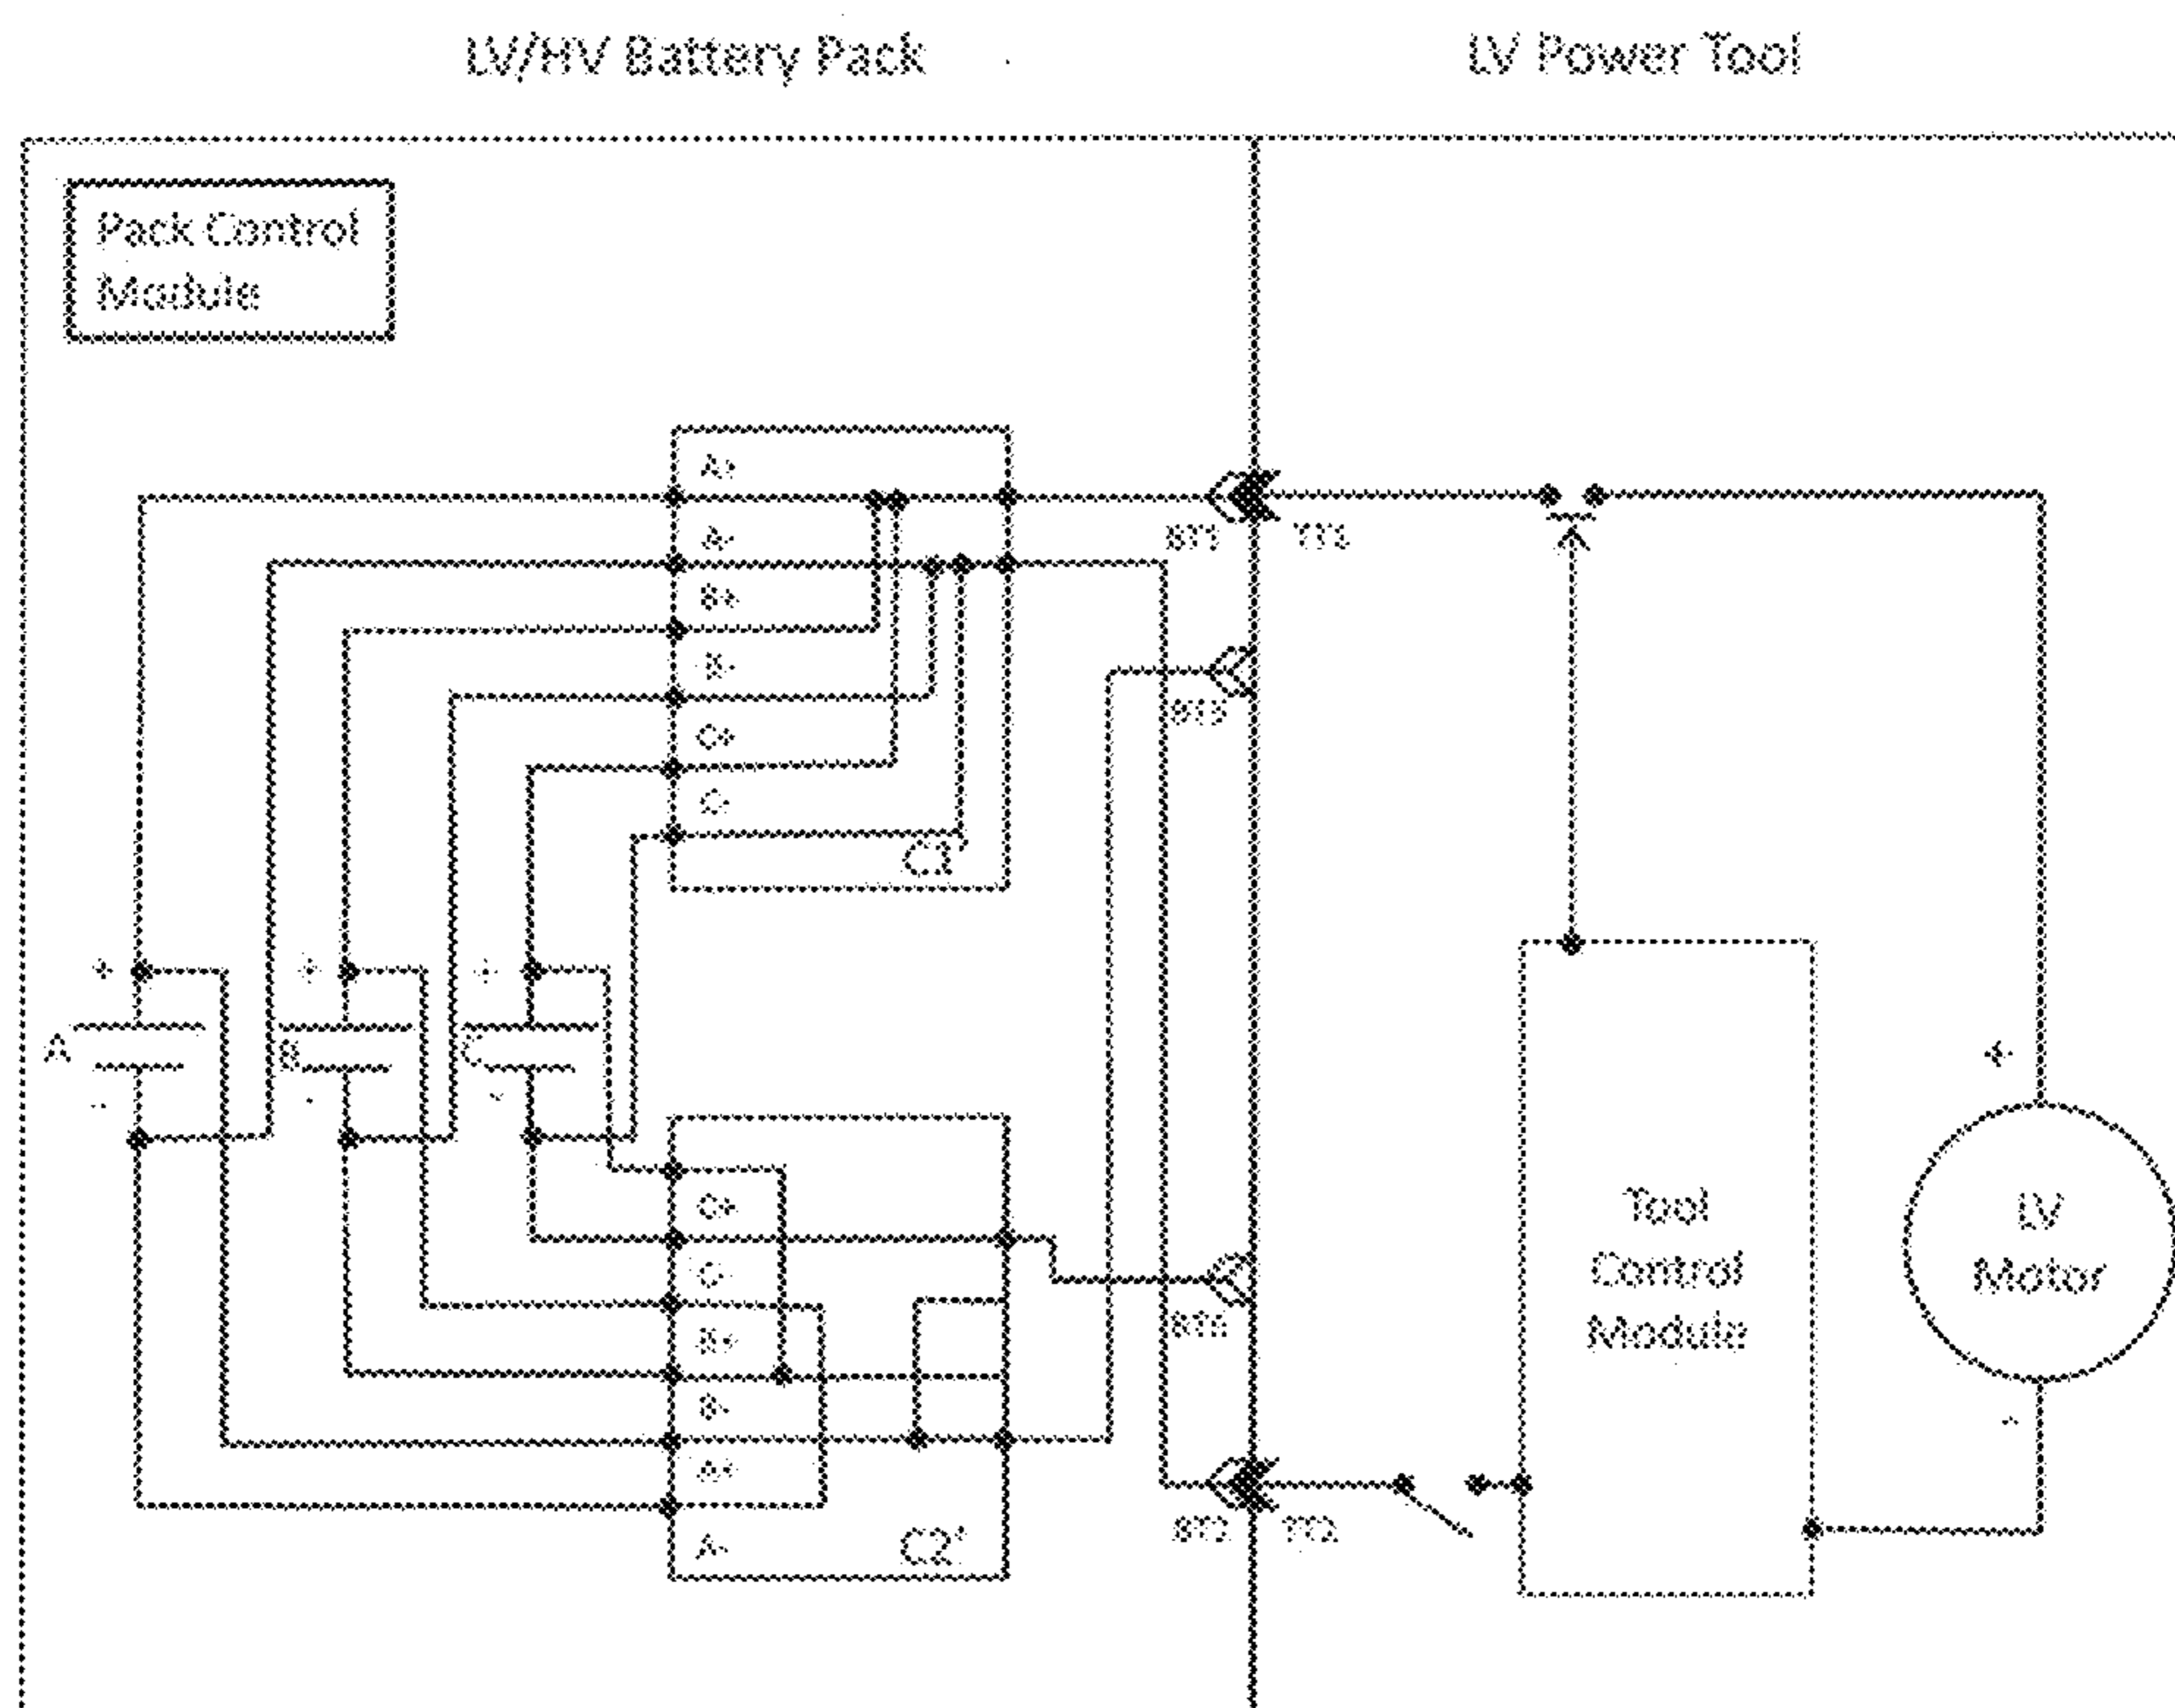 LV/HV Battery Pack
LV Power Tool
Pack Control
Module
A+
A-
BT1
TT1
B+
B-
BT3
C+
C-
C1'
+
+
+
A
B
C
-
-
-
+
C+
C-
B+
B-
A+
A-
C2'
BT2
TT2
Tool
Control
Module
LV
Motor
-